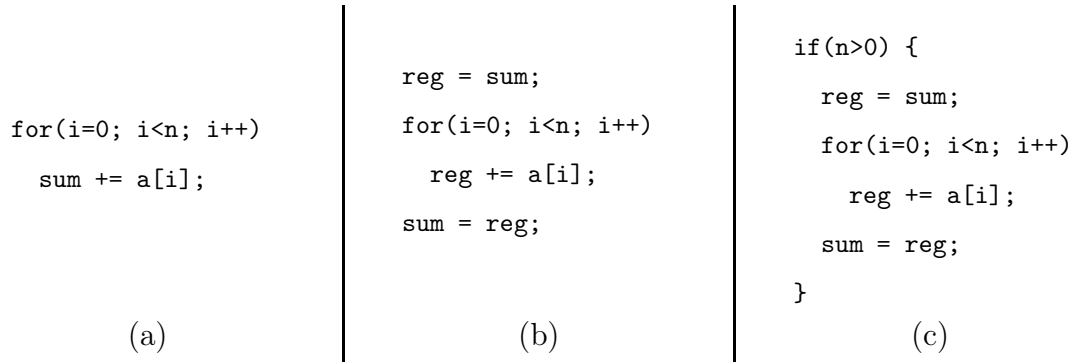 for(i=0; i<n; i++)
sum += a[i];
(a)
reg = sum;
for(i=0; i<n; i++)
reg += a[i];
sum = reg;
(b)
if(n>0) {
reg = sum;
for(i=0; i<n; i++)
reg += a[i];
sum = reg;
}
(c)